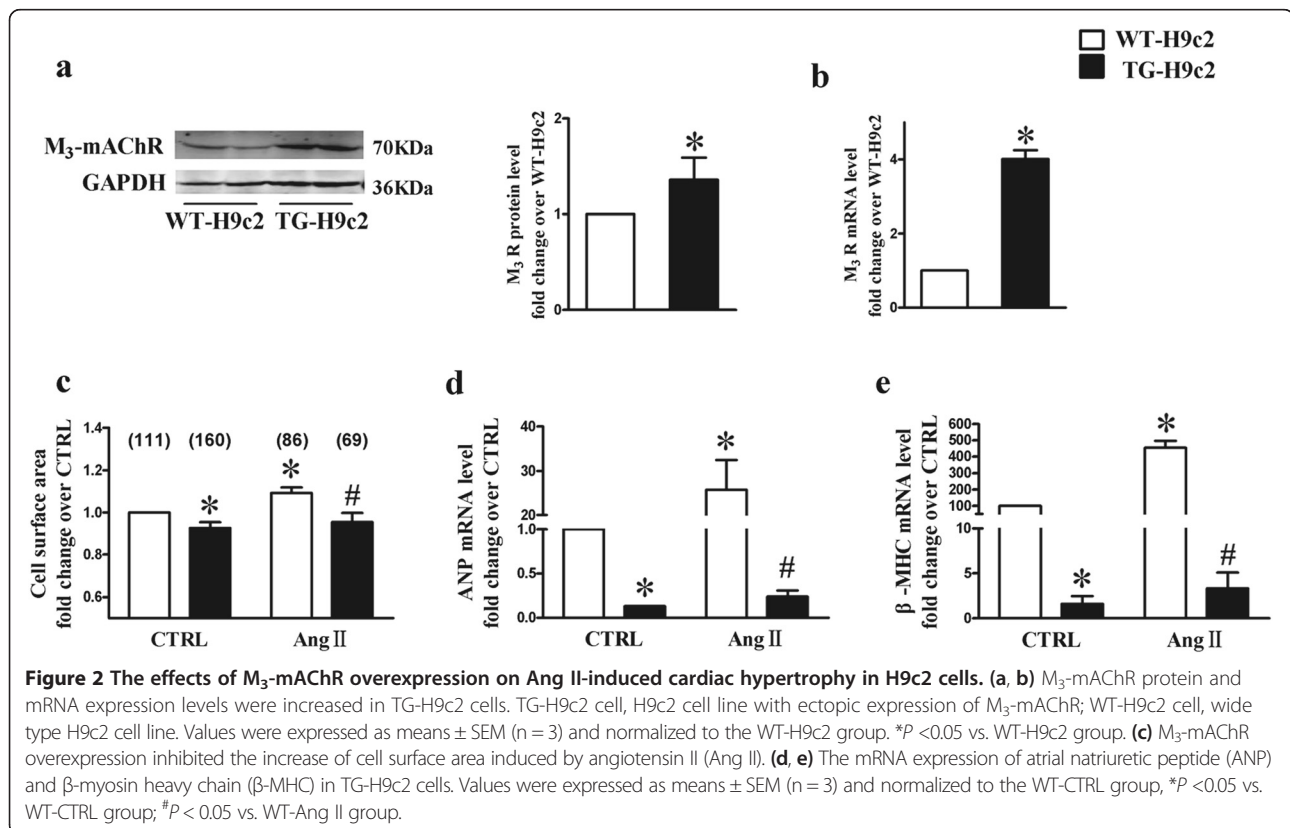 WT-H9c2
TG-H9c2
a
M₃-mAChR
70KDa
GAPDH
36KDa
WT-H9c2 TG-H9c2
M₃ R protein level
fold change over WT-H9c2
2
1
0
*
b
M₃ R mRNA level
fold change over WT-H9c2
4
2
0
*
c
Cell surface area
fold change over CTRL
1.4
1.2
1.0
0.8
0.6
(111) (160) (86) (69)
* * #
CTRL Ang Ⅱ
d
ANP mRNA level
fold change over CTRL
40
30
20
1.0
0.5
0.0
* * #
CTRL Ang Ⅱ
e
β -MHC mRNA level
fold change over CTRL
600
500
400
300
200
100
10
5
0
* * #
CTRL Ang Ⅱ
Figure 2 The effects of M₃-mAChR overexpression on Ang II-induced cardiac hypertrophy in H9c2 cells. (a, b) M₃-mAChR protein and
mRNA expression levels were increased in TG-H9c2 cells. TG-H9c2 cell, H9c2 cell line with ectopic expression of M₃-mAChR; WT-H9c2 cell, wide
type H9c2 cell line. Values were expressed as means ± SEM (n = 3) and normalized to the WT-H9c2 group. *P <0.05 vs. WT-H9c2 group. (c) M₃-mAChR
overexpression inhibited the increase of cell surface area induced by angiotensin II (Ang II). (d, e) The mRNA expression of atrial natriuretic peptide (ANP)
and β-myosin heavy chain (β-MHC) in TG-H9c2 cells. Values were expressed as means ± SEM (n = 3) and normalized to the WT-CTRL group, *P <0.05 vs.
WT-CTRL group; #P < 0.05 vs. WT-Ang II group.